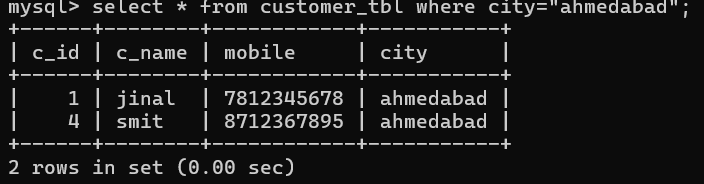 mysql> select * from customer_tbl where city="ahmedabad";
+------+--------+------------+-----------+
| c_id | c_name | mobile     | city      |
+------+--------+------------+-----------+
|    1 | jinal  | 7812345678 | ahmedabad |
|    4 | smit   | 8712367895 | ahmedabad |
+------+--------+------------+-----------+
2 rows in set (0.00 sec)